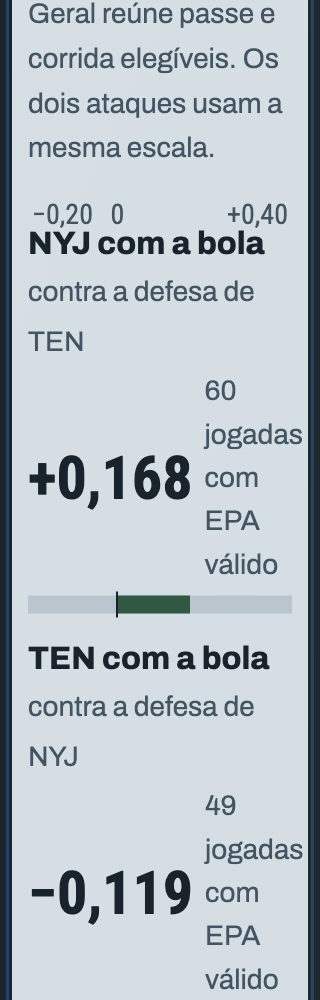 Geral reúne passe e
corrida elegíveis. Os
dois ataques usam a
mesma escala.
−0,20 0 +0,40
NYJ com a bola
contra a defesa de
TEN
+0,168
60
jogadas
com
EPA
válido
TEN com a bola
contra a defesa de
NYJ
−0,119
49
jogadas
com
EPA
válido